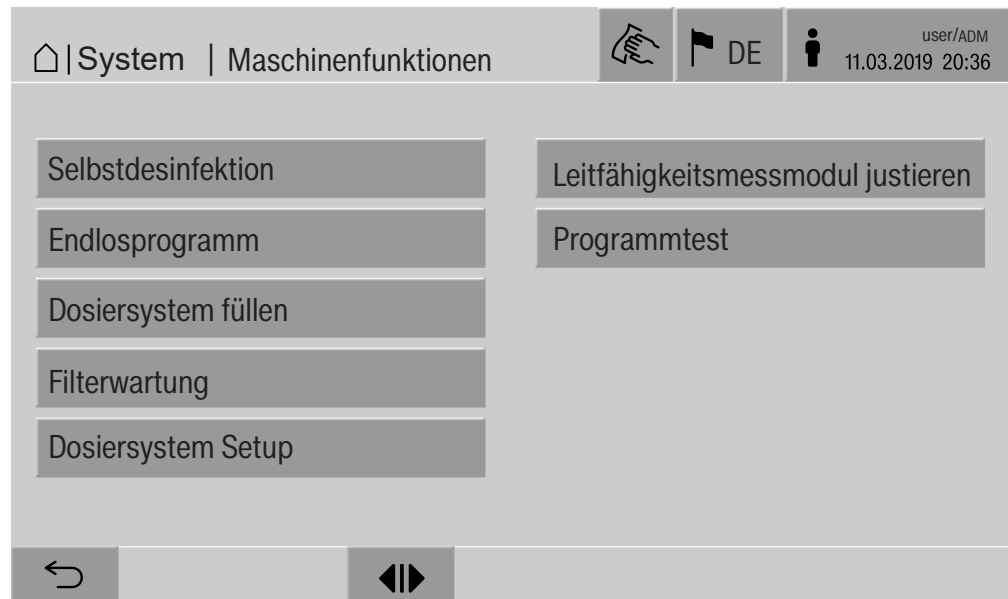 System | Maschinenfunktionen
DE
user/ADM
11.03.2019 20:36
Selbstdesinfektion
Endlosprogramm
Dosiersystem füllen
Filterwartung
Dosiersystem Setup
Leitfähigkeitsmessmodul justieren
Programmtest